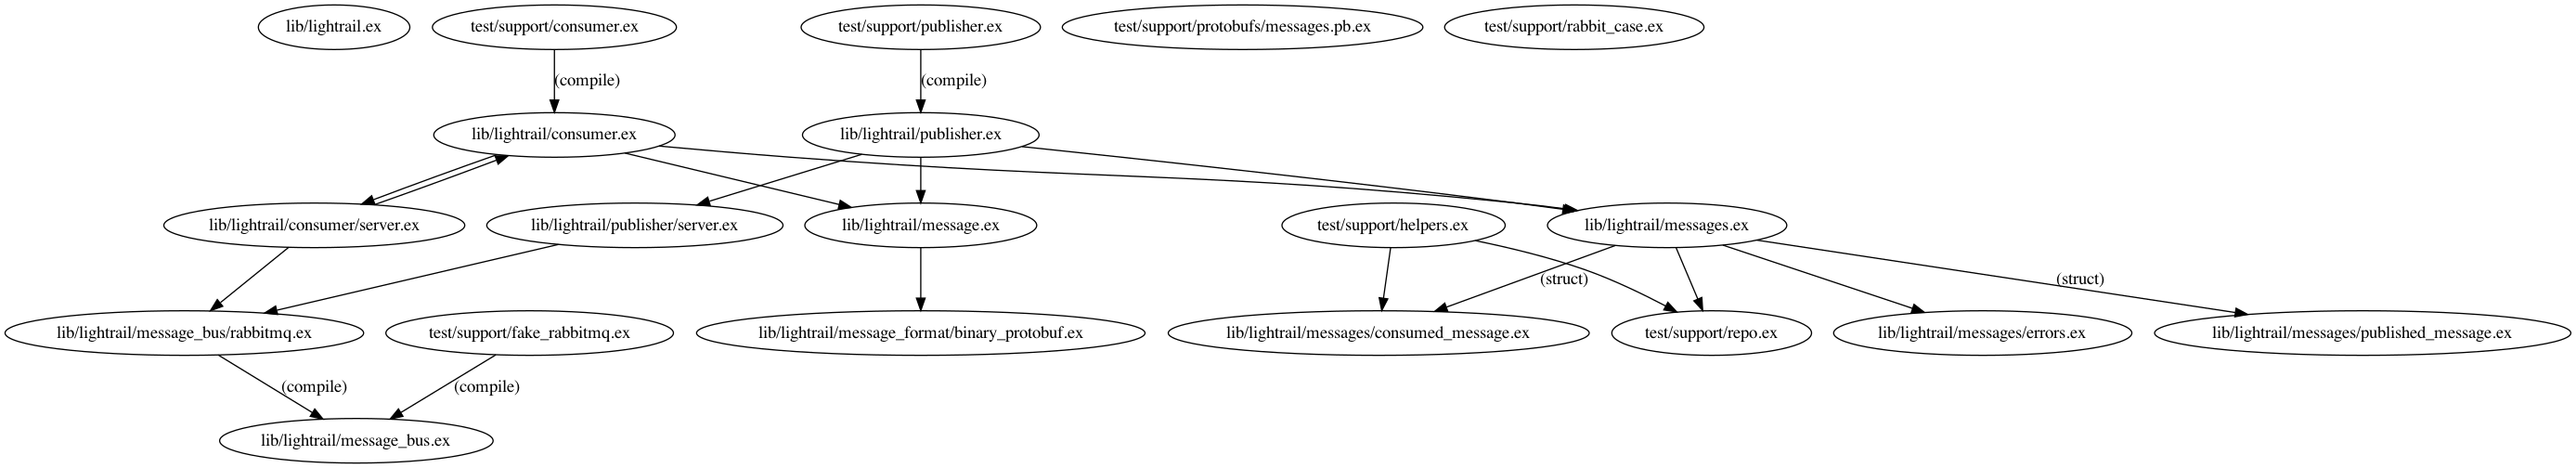 lib/lightrail.ex
test/support/consumer.ex
test/support/publisher.ex
test/support/protobufs/messages.pb.ex
test/support/rabbit_case.ex
(compile)
(compile)
lib/lightrail/consumer.ex
lib/lightrail/publisher.ex
lib/lightrail/consumer/server.ex
lib/lightrail/publisher/server.ex
lib/lightrail/message.ex
test/support/helpers.ex
lib/lightrail/messages.ex
(struct)
(struct)
lib/lightrail/message_bus/rabbitmq.ex
test/support/fake_rabbitmq.ex
lib/lightrail/message_format/binary_protobuf.ex
lib/lightrail/messages/consumed_message.ex
test/support/repo.ex
lib/lightrail/messages/errors.ex
lib/lightrail/messages/published_message.ex
(compile)
(compile)
lib/lightrail/message_bus.ex